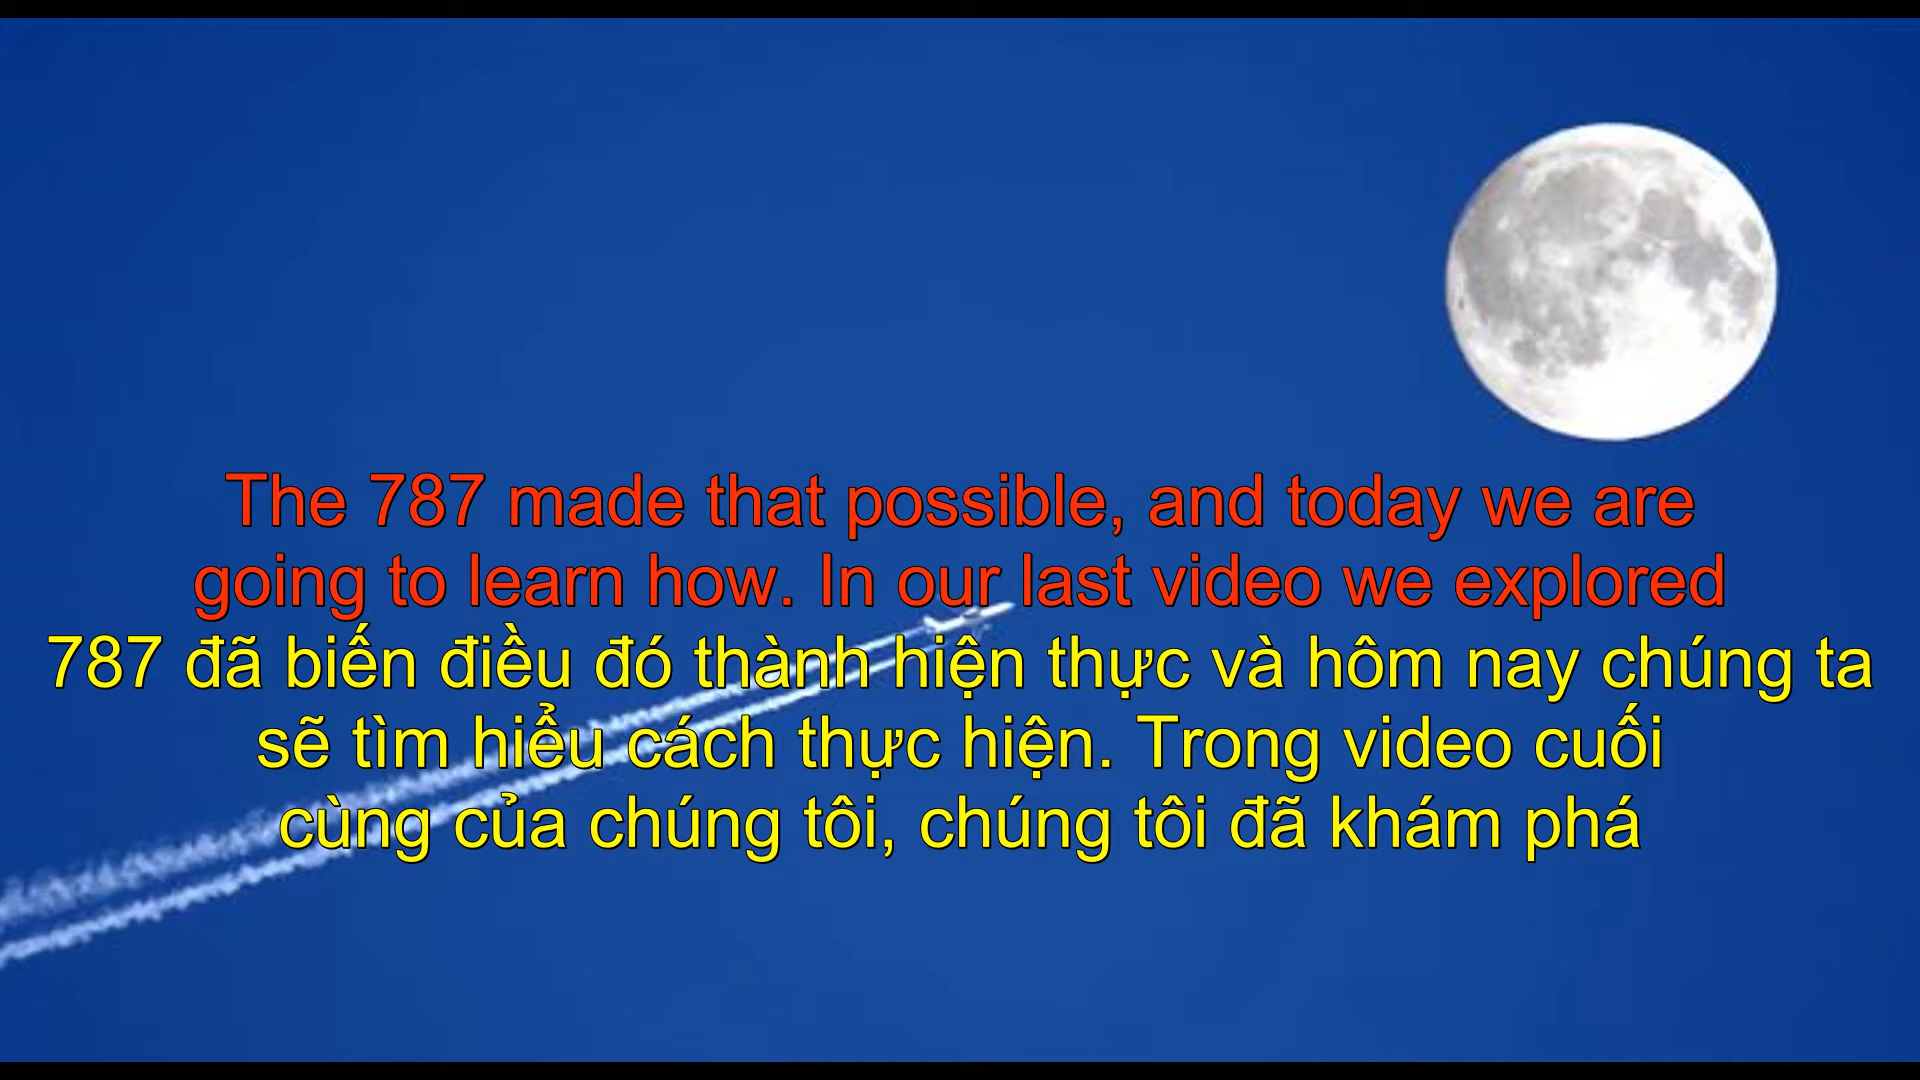 The 787 made that possible, and today we are
going to learn how. In our last video we explored
787 đã biến điều đó thành hiện thực và hôm nay chúng ta
sẽ tìm hiểu cách thực hiện. Trong video cuối
cùng của chúng tôi, chúng tôi đã khám phá